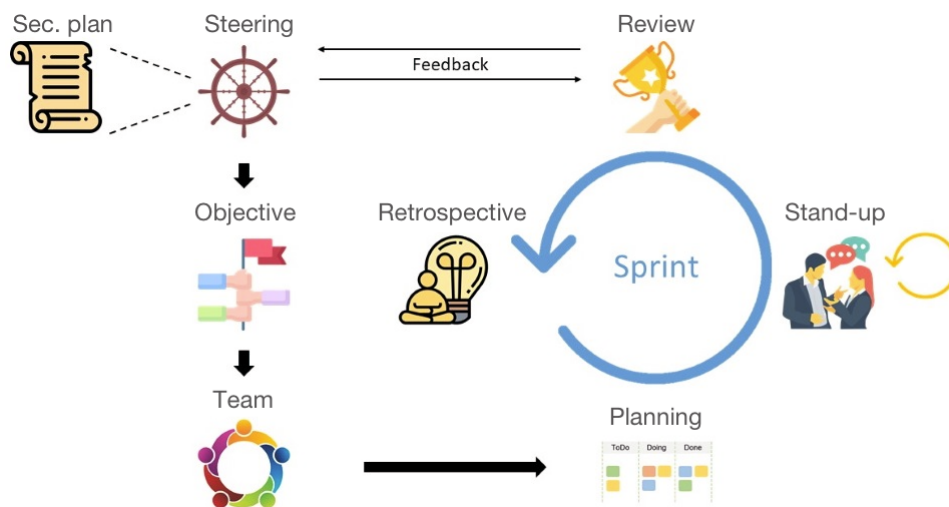 Sec. plan
Steering
Review
Feedback
Objective
Retrospective
Stand-up
Sprint
Team
Planning
ToDo
Doing
Done